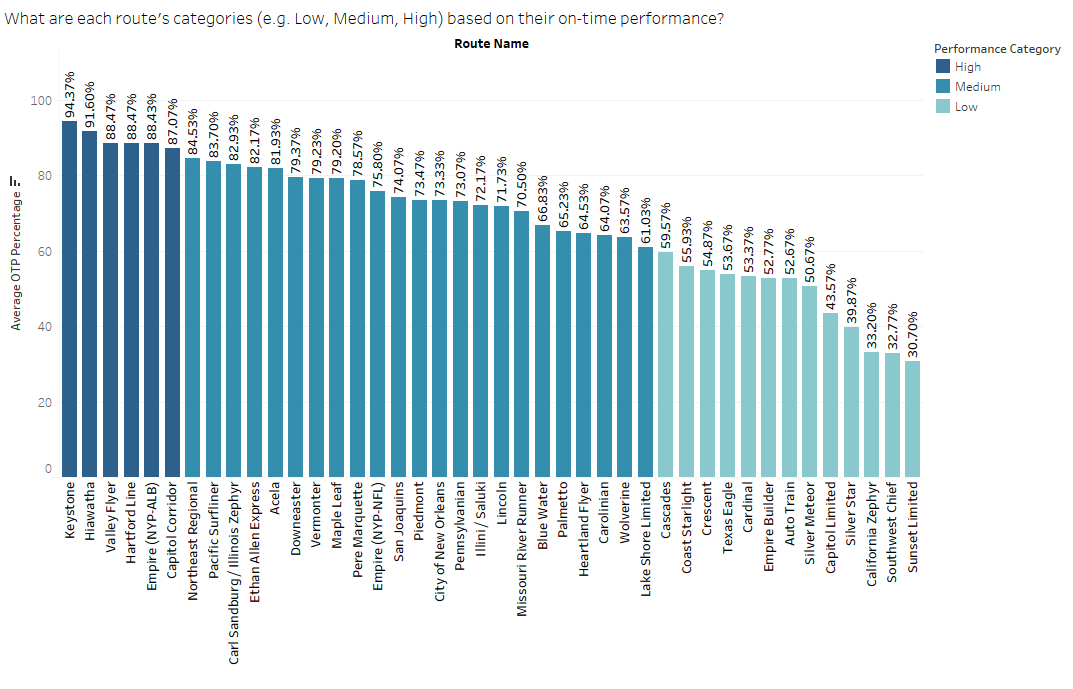 What are each route's categories (e.g. Low, Medium, High) based on their on-time performance?
Route Name
Performance Category
High
Medium
Low
Average OTP Percentage
100
80
60
40
20
0
94.37%
91.60%
88.47%
88.47%
88.43%
87.07%
84.53%
83.70%
82.93%
82.17%
81.93%
79.37%
79.23%
79.20%
78.57%
75.80%
74.07%
73.47%
73.33%
73.07%
72.17%
71.73%
70.50%
66.83%
65.23%
64.53%
64.07%
63.57%
61.03%
59.57%
55.93%
54.87%
53.67%
53.37%
52.77%
52.67%
50.67%
43.57%
39.87%
33.20%
32.77%
30.70%
Keystone
Hiawatha
Valley Flyer
Hartford Line
Empire (NYP-ALB)
Capitol Corridor
Northeast Regional
Pacific Surfliner
Carl Sandburg / Illinois Zephyr
Ethan Allen Express
Acela
Downeaster
Vermonter
Maple Leaf
Pere Marquette
Empire (NYP-NFL)
San Joaquins
Piedmont
City of New Orleans
Pennsylvanian
Illini / Saluki
Lincoln
Missouri River Runner
Blue Water
Palmetto
Heartland Flyer
Carolinian
Wolverine
Lake Shore Limited
Cascades
Coast Starlight
Crescent
Texas Eagle
Cardinal
Empire Builder
Auto Train
Silver Meteor
Capitol Limited
Silver Star
California Zephyr
Southwest Chief
Sunset Limited